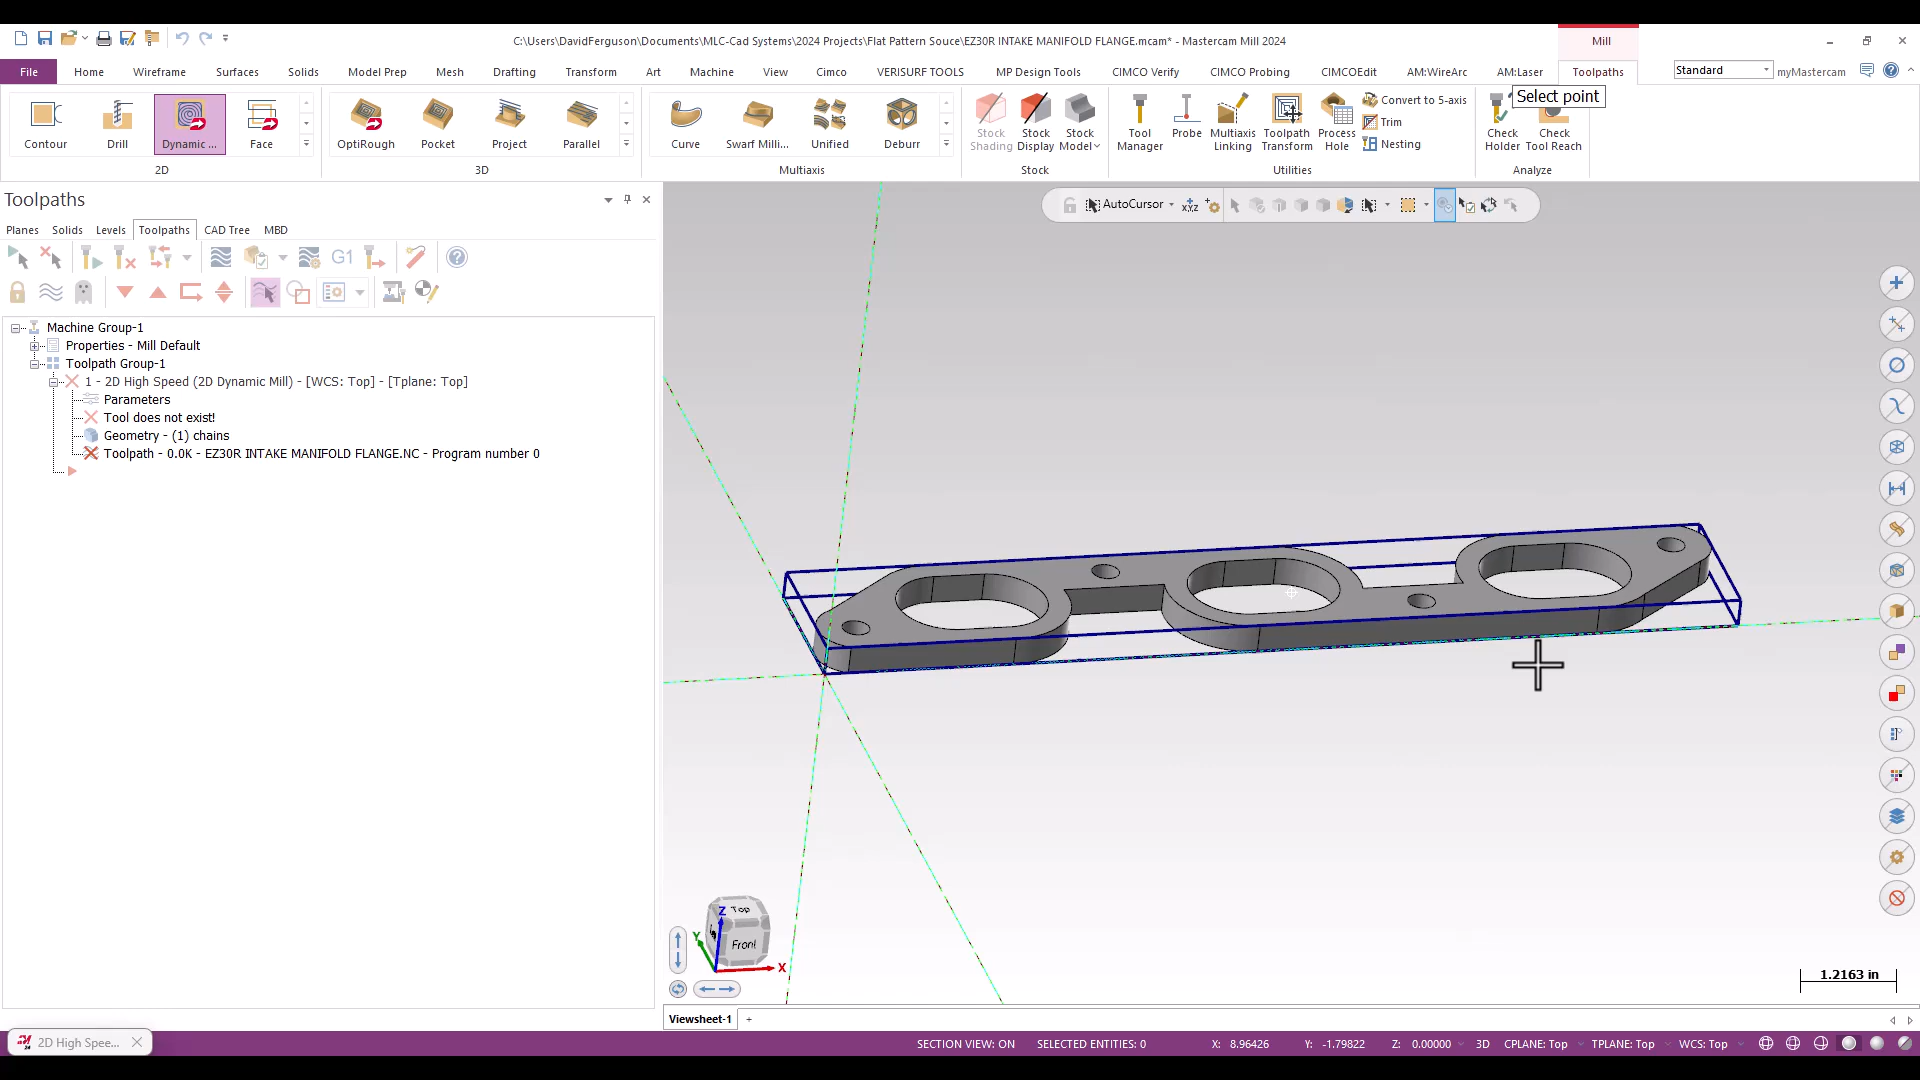 C:\Users\DavidFerguson\Documents\MLC-Cad Systems\2024 Projects\Flat Pattern Souce\EZ30R INTAKE MANIFOLD FLANGE.mcam* - Mastercam Mill 2024
Mill
File Home Wireframe Surfaces Solids Model Prep Mesh Drafting Transform Art Machine View Cimco VERISURF TOOLS MP Design Tools CIMCO Verify CIMCO Probing CIMCOEdit AM:WireArc AM:Laser Toolpaths Standard myMastercam
Select point
Contour Drill Dynamic ... Face
2D
OptiRough Pocket Project Parallel
3D
Curve Swarf Milli... Unified Deburr
Multiaxis
Stock Shading
Stock Display
Stock Model
Stock
Tool Manager
Probe
Multiaxis Linking
Toolpath Transform
Process Hole
Convert to 5-axis
Trim
Nesting
Utilities
Check Holder
Check Tool Reach
Analyze
Toolpaths
AutoCursor
Planes Solids Levels Toolpaths CAD Tree MBD
G1
Machine Group-1
Properties - Mill Default
Toolpath Group-1
1 - 2D High Speed (2D Dynamic Mill) - [WCS: Top] - [Tplane: Top]
Parameters
Tool does not exist!
Geometry - (1) chains
Toolpath - 0.0K - EZ30R INTAKE MANIFOLD FLANGE.NC - Program number 0
Top
Front
Z
Y
X
1.2163 in
Viewsheet-1 +
2D High Spee...
SECTION VIEW: ON SELECTED ENTITIES: 0 X: 8.96426 Y: -1.79822 Z: 0.00000 3D CPLANE: Top TPLANE: Top WCS: Top